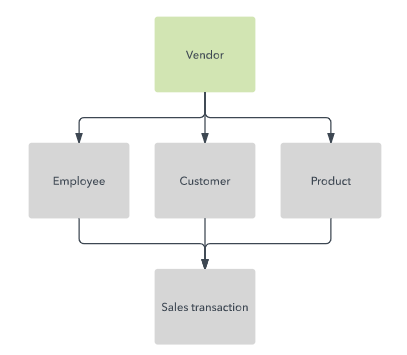 Vendor
Employee
Customer
Product
Sales transaction